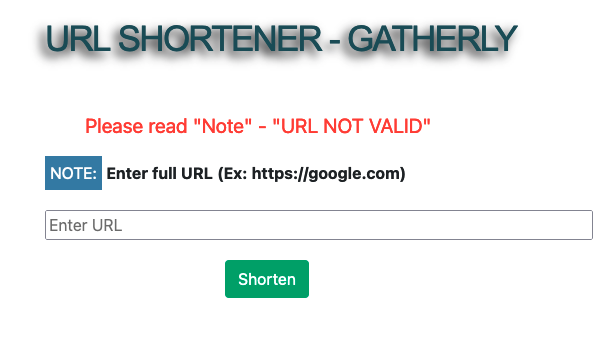 URL SHORTENER - GATHERLY
Please read "Note" - "URL NOT VALID"
NOTE: Enter full URL (Ex: https://google.com)
Enter URL
Shorten